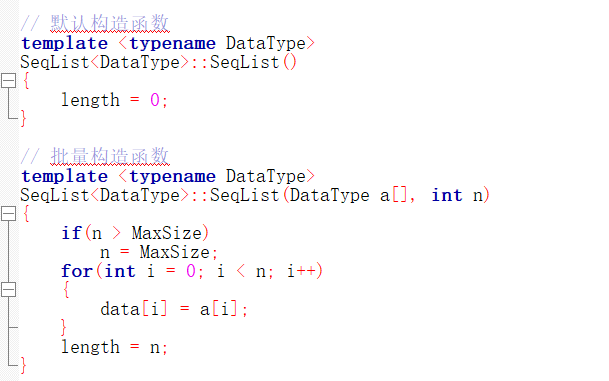 // 默认构造函数
template <typename DataType>
SeqList<DataType>::SeqList()
{
    length = 0;
}
// 批量构造函数
template <typename DataType>
SeqList<DataType>::SeqList(DataType a[], int n)
{
    if(n > MaxSize)
        n = MaxSize;
    for(int i = 0; i < n; i++)
    {
        data[i] = a[i];
    }
    length = n;
}